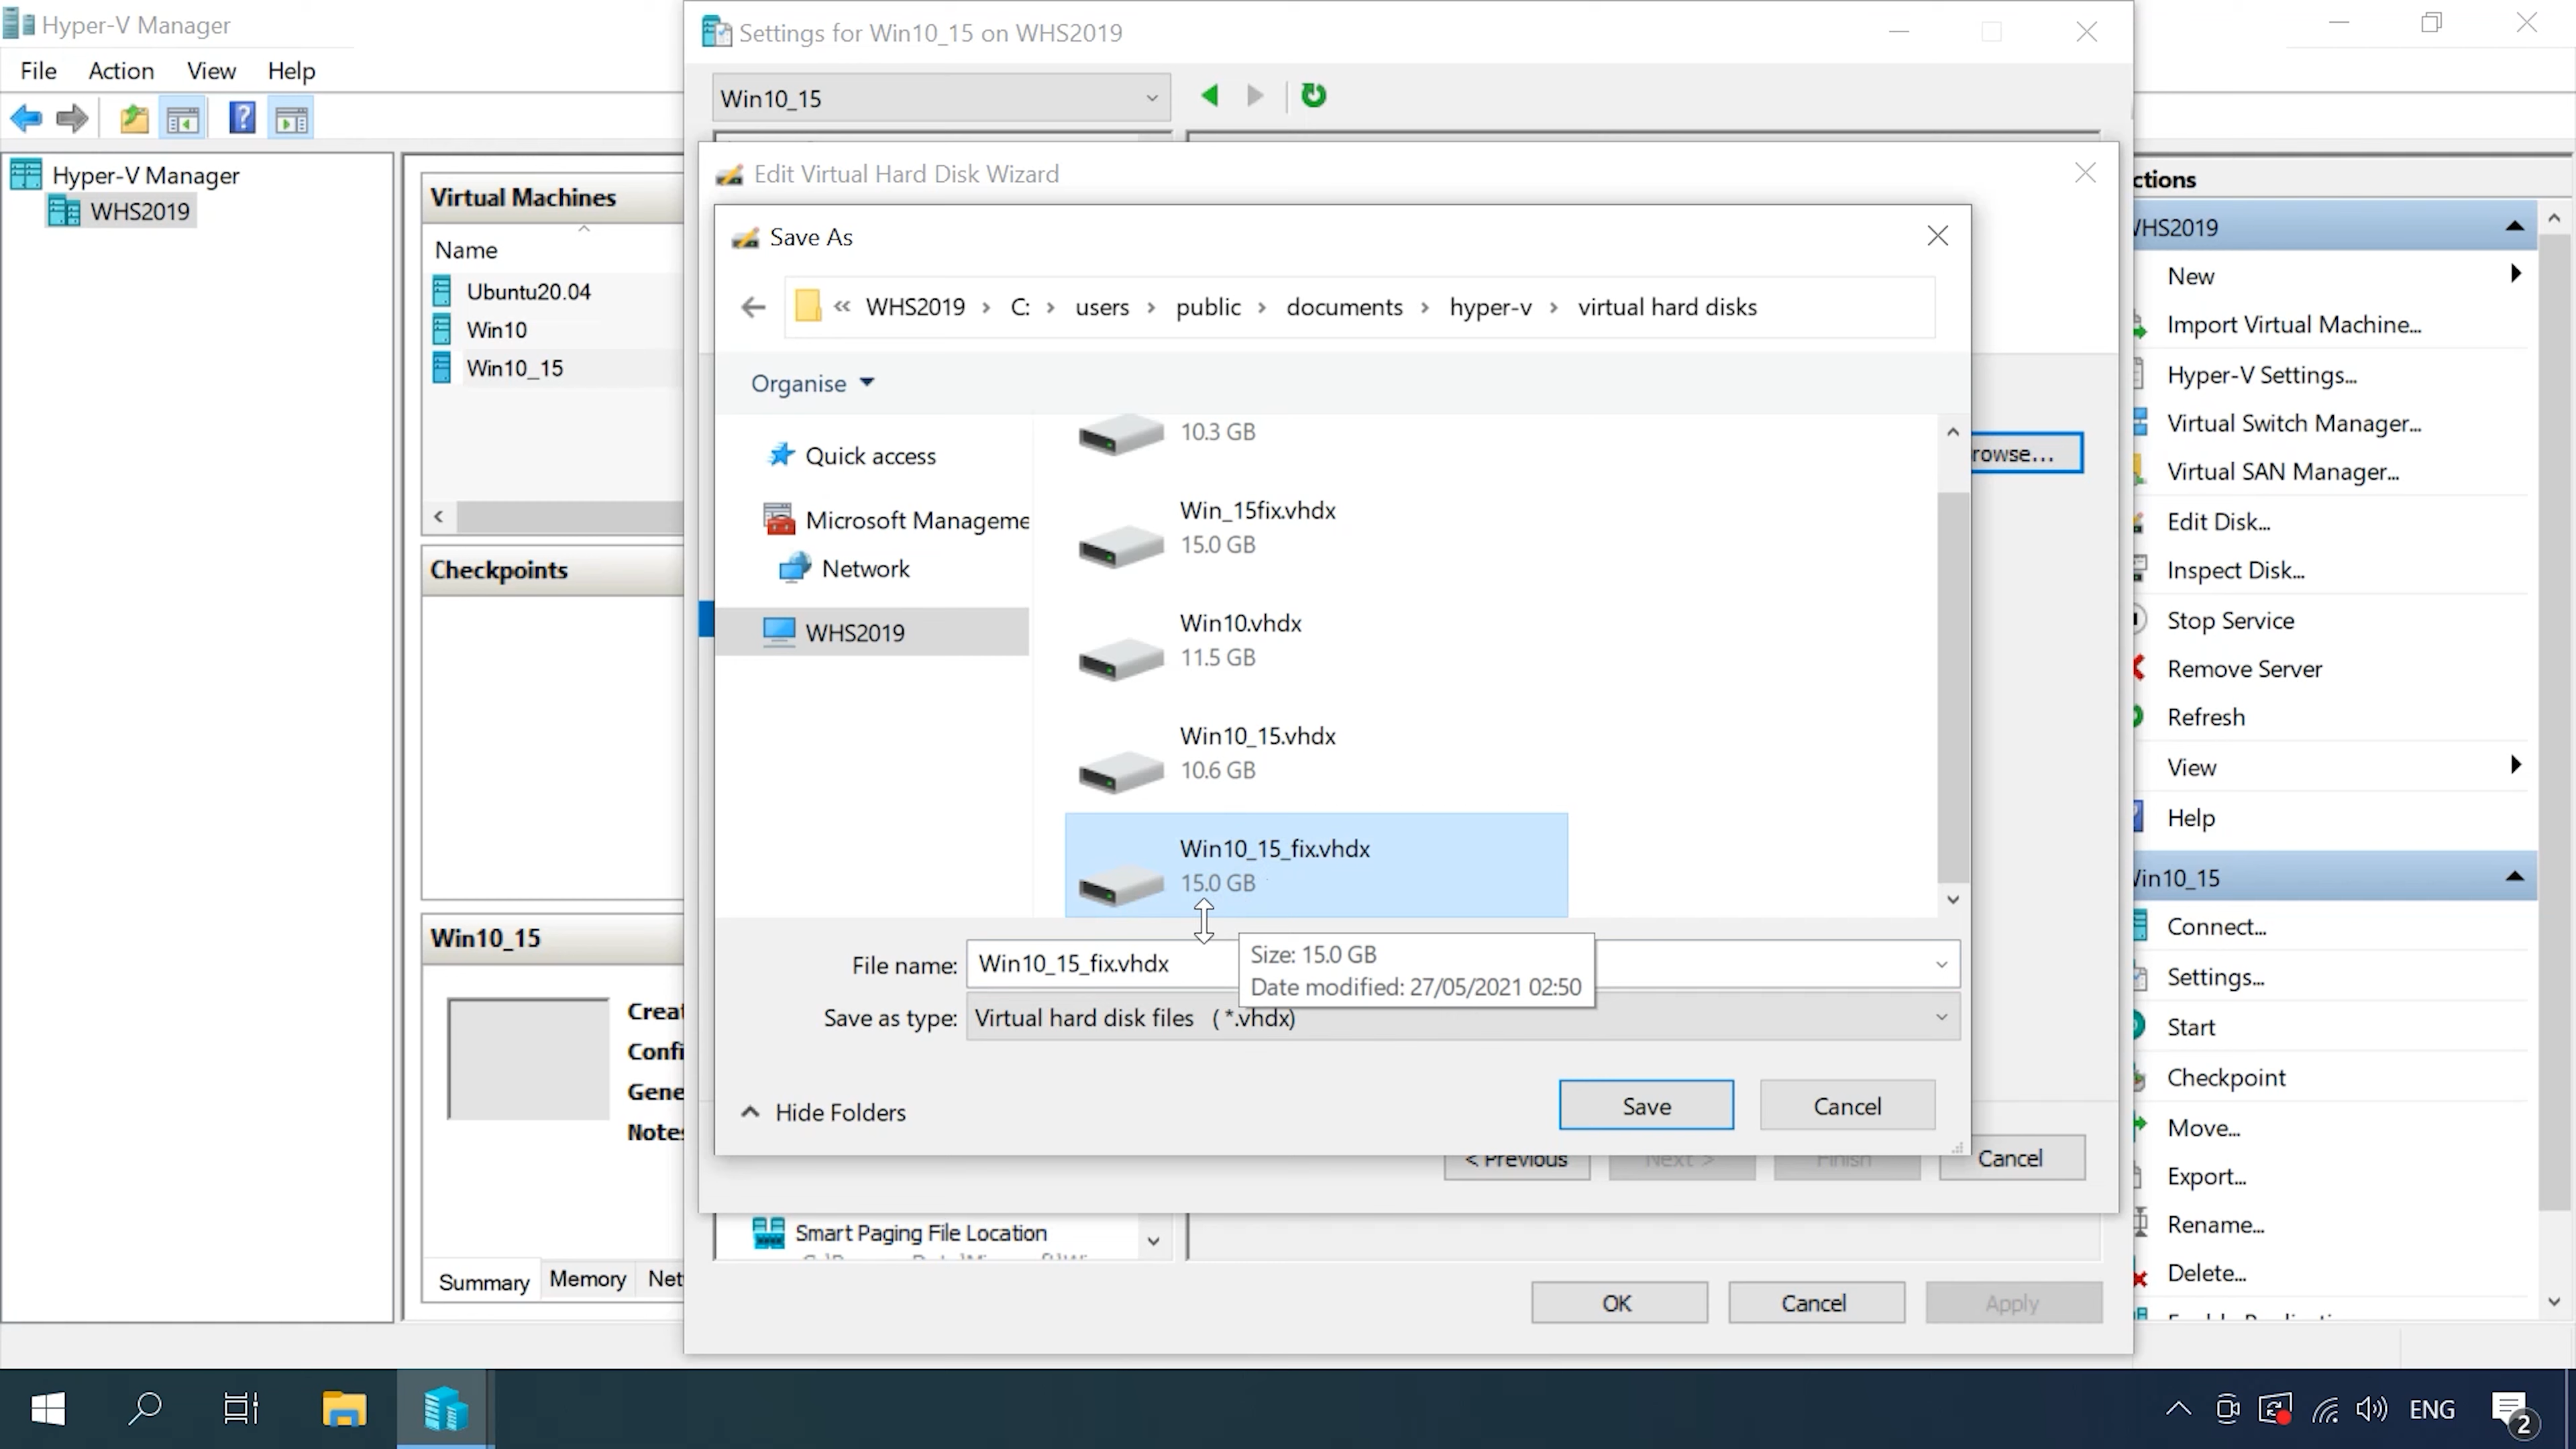 Hyper-V Manager
File Action View Help
Hyper-V Manager
WHS2019
Virtual Machines
Name
Ubuntu20.04
Win10
Win10_15
Checkpoints
Win10_15
Creat
Confi
Gene
Notes
Summary Memory Net
Settings for Win10_15 on WHS2019
Win10_15
Edit Virtual Hard Disk Wizard
Save As
« WHS2019 › C: › users › public › documents › hyper-v › virtual hard disks
Organise
Quick access
Microsoft Manageme
Network
WHS2019
10.3 GB
Win_15fix.vhdx
15.0 GB
Win10.vhdx
11.5 GB
Win10_15.vhdx
10.6 GB
Win10_15_fix.vhdx
15.0 GB
File name: Win10_15_fix.vhdx
Size: 15.0 GB
Date modified: 27/05/2021 02:50
Save as type: Virtual hard disk files ( *.vhdx)
Hide Folders
Save Cancel
rowse...
< Previous Next > Finish Cancel
Smart Paging File Location
OK Cancel Apply
ctions
WHS2019
New
Import Virtual Machine...
Hyper-V Settings...
Virtual Switch Manager...
Virtual SAN Manager...
Edit Disk...
Inspect Disk...
Stop Service
Remove Server
Refresh
View
Help
Win10_15
Connect...
Settings...
Start
Checkpoint
Move...
Export...
Rename...
Delete...
ENG
2